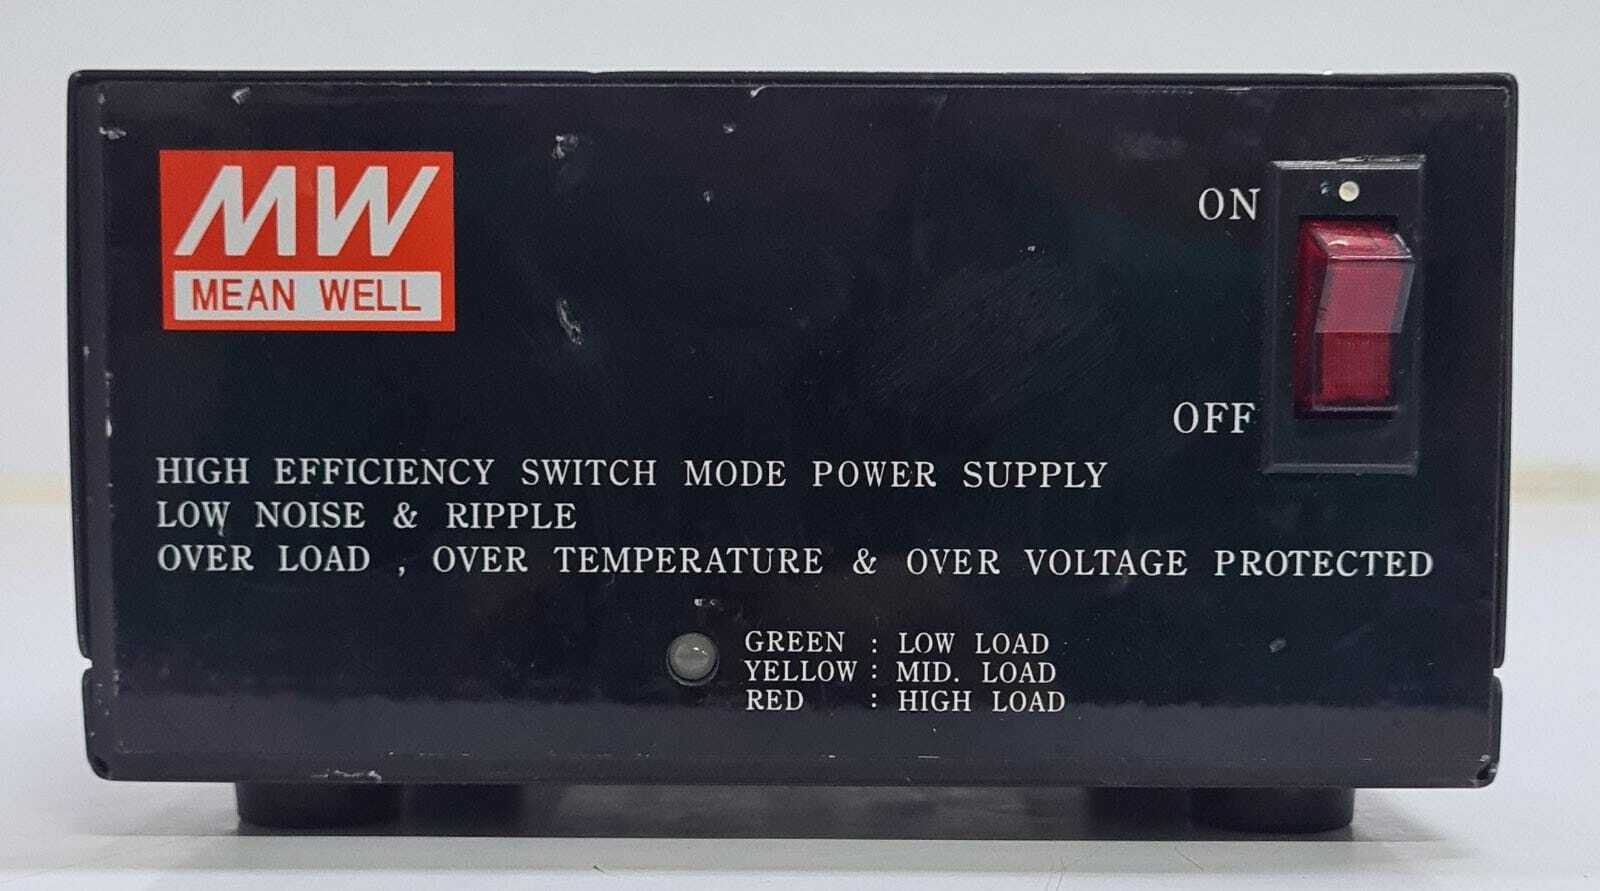 MW
MEAN WELL
ON
OFF
HIGH EFFICIENCY SWITCH MODE POWER SUPPLY
LOW NOISE & RIPPLE
OVER LOAD , OVER TEMPERATURE & OVER VOLTAGE PROTECTED
GREEN : LOW LOAD
YELLOW : MID. LOAD
RED : HIGH LOAD